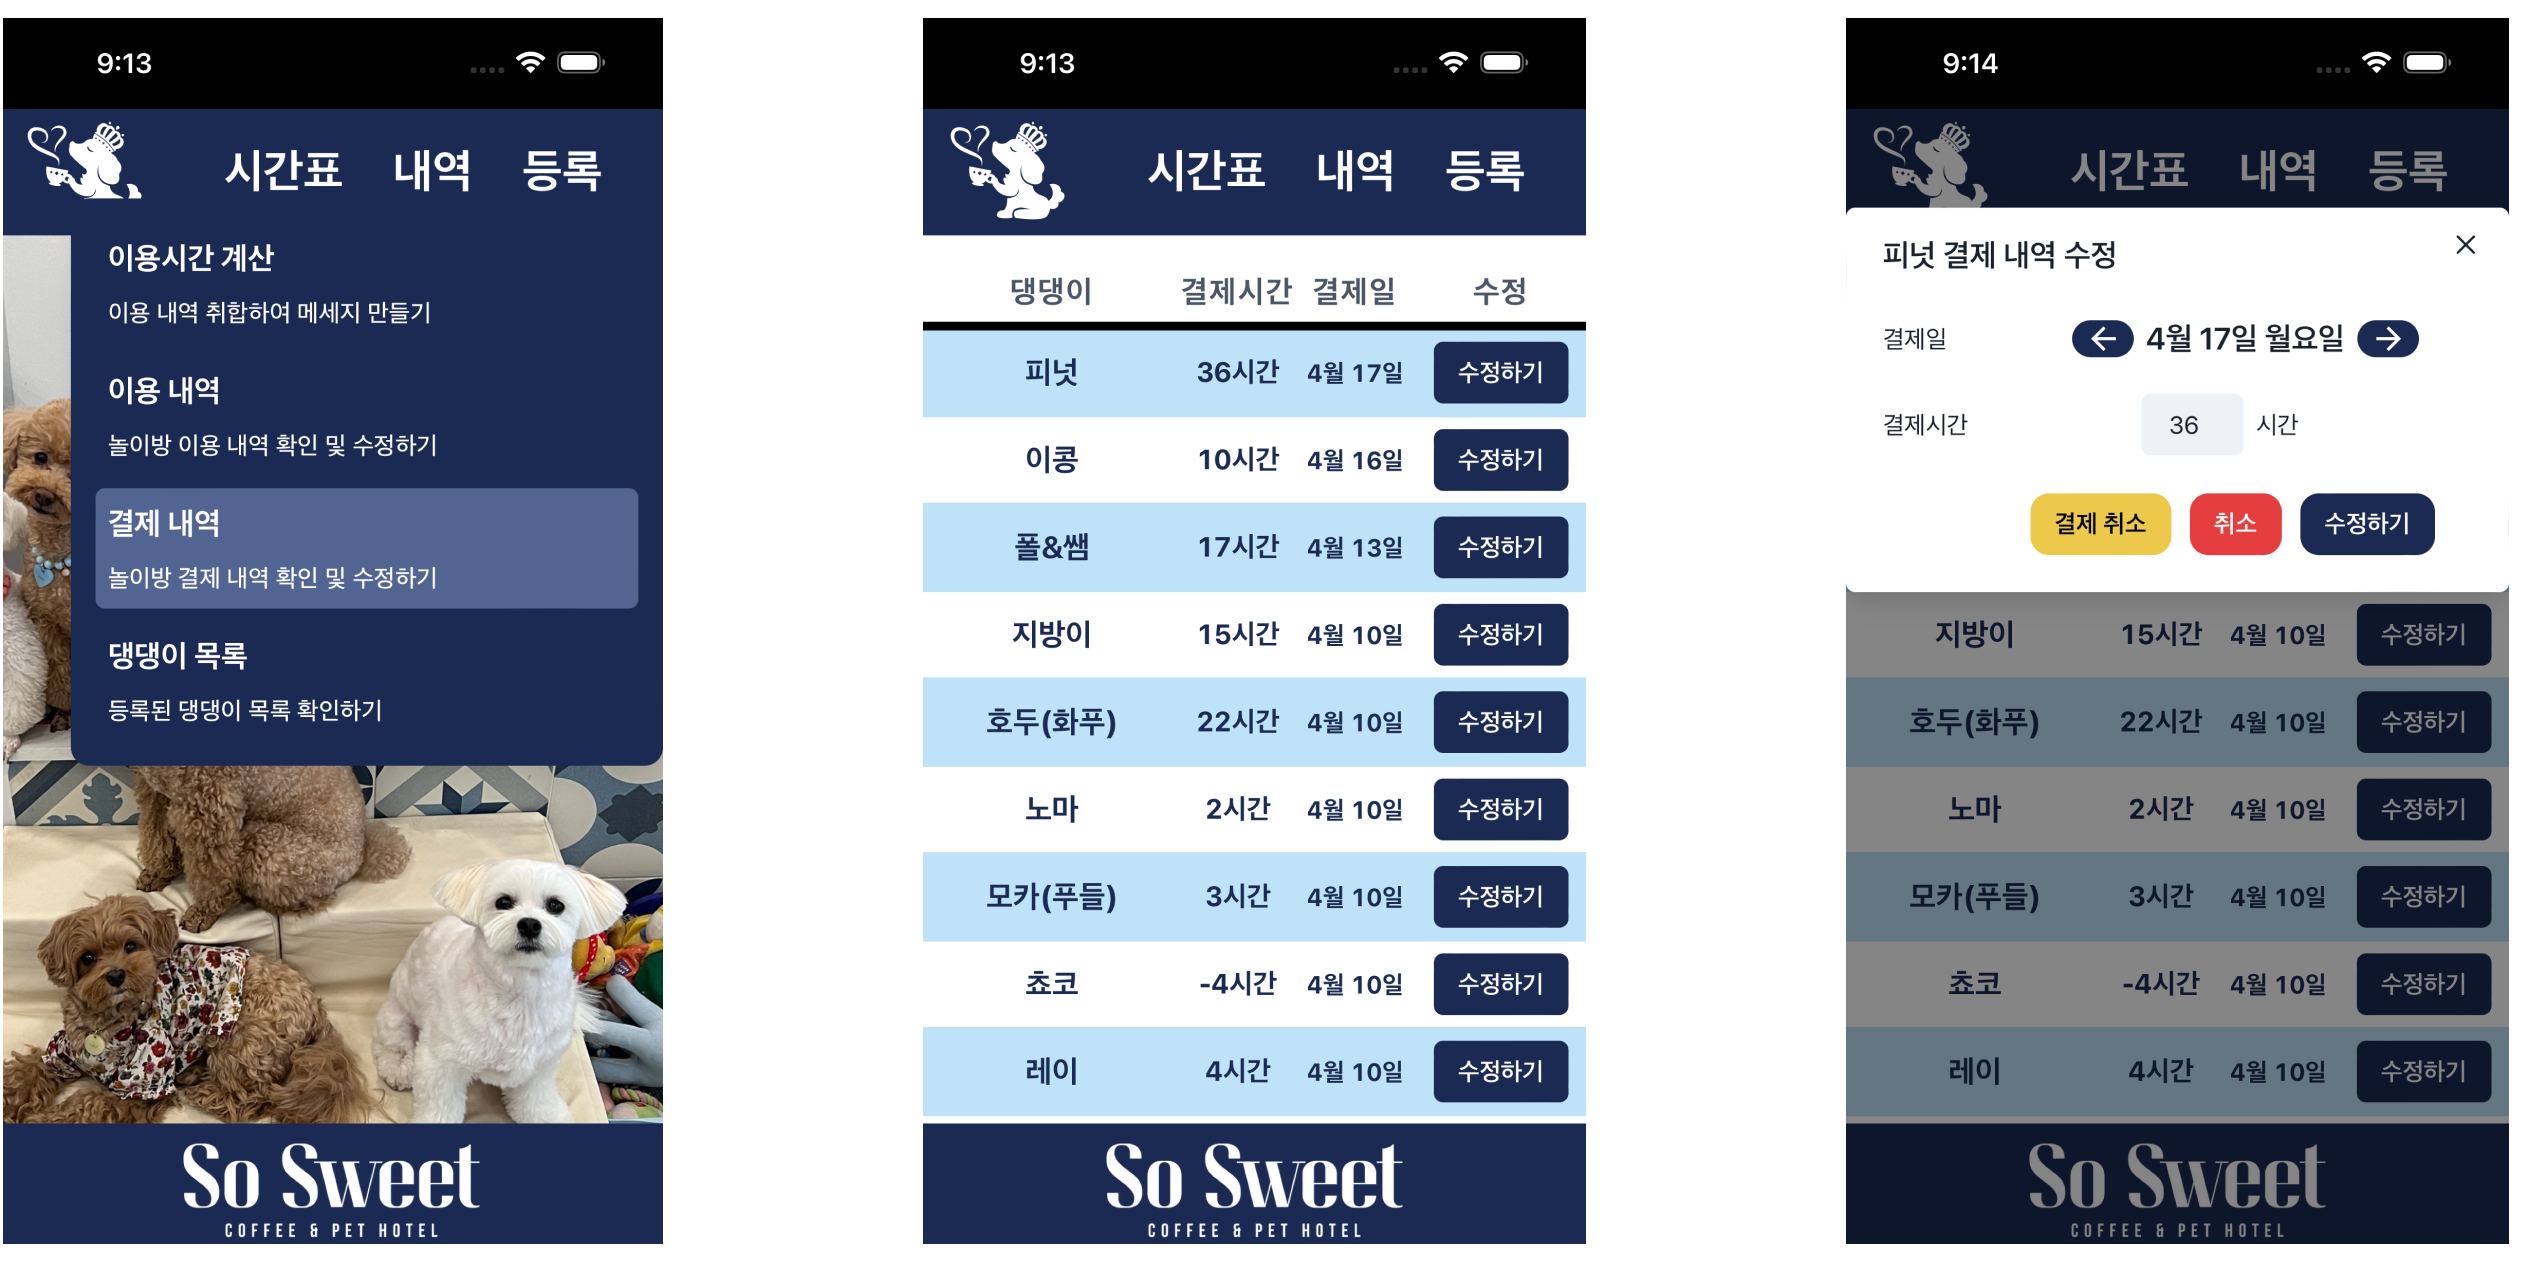 9:13
시간표 내역 등록
이용시간 계산
이용 내역 취합하여 메세지 만들기
이용 내역
놀이방 이용 내역 확인 및 수정하기
결제 내역
놀이방 결제 내역 확인 및 수정하기
댕댕이 목록
등록된 댕댕이 목록 확인하기
So Sweet
COFFEE & PET HOTEL
9:13
시간표 내역 등록
댕댕이 결제시간 결제일 수정
피넛 36시간 4월 17일 수정하기
이콩 10시간 4월 16일 수정하기
폴&쌤 17시간 4월 13일 수정하기
지방이 15시간 4월 10일 수정하기
호두(화푸) 22시간 4월 10일 수정하기
노마 2시간 4월 10일 수정하기
모카(푸들) 3시간 4월 10일 수정하기
쵸코 -4시간 4월 10일 수정하기
레이 4시간 4월 10일 수정하기
So Sweet
COFFEE & PET HOTEL
9:14
시간표 내역 등록
피넛 결제 내역 수정
결제일 4월 17일 월요일
결제시간 36 시간
결제 취소 취소 수정하기
지방이 15시간 4월 10일 수정하기
호두(화푸) 22시간 4월 10일 수정하기
노마 2시간 4월 10일 수정하기
모카(푸들) 3시간 4월 10일 수정하기
쵸코 -4시간 4월 10일 수정하기
레이 4시간 4월 10일 수정하기
So Sweet
COFFEE & PET HOTEL